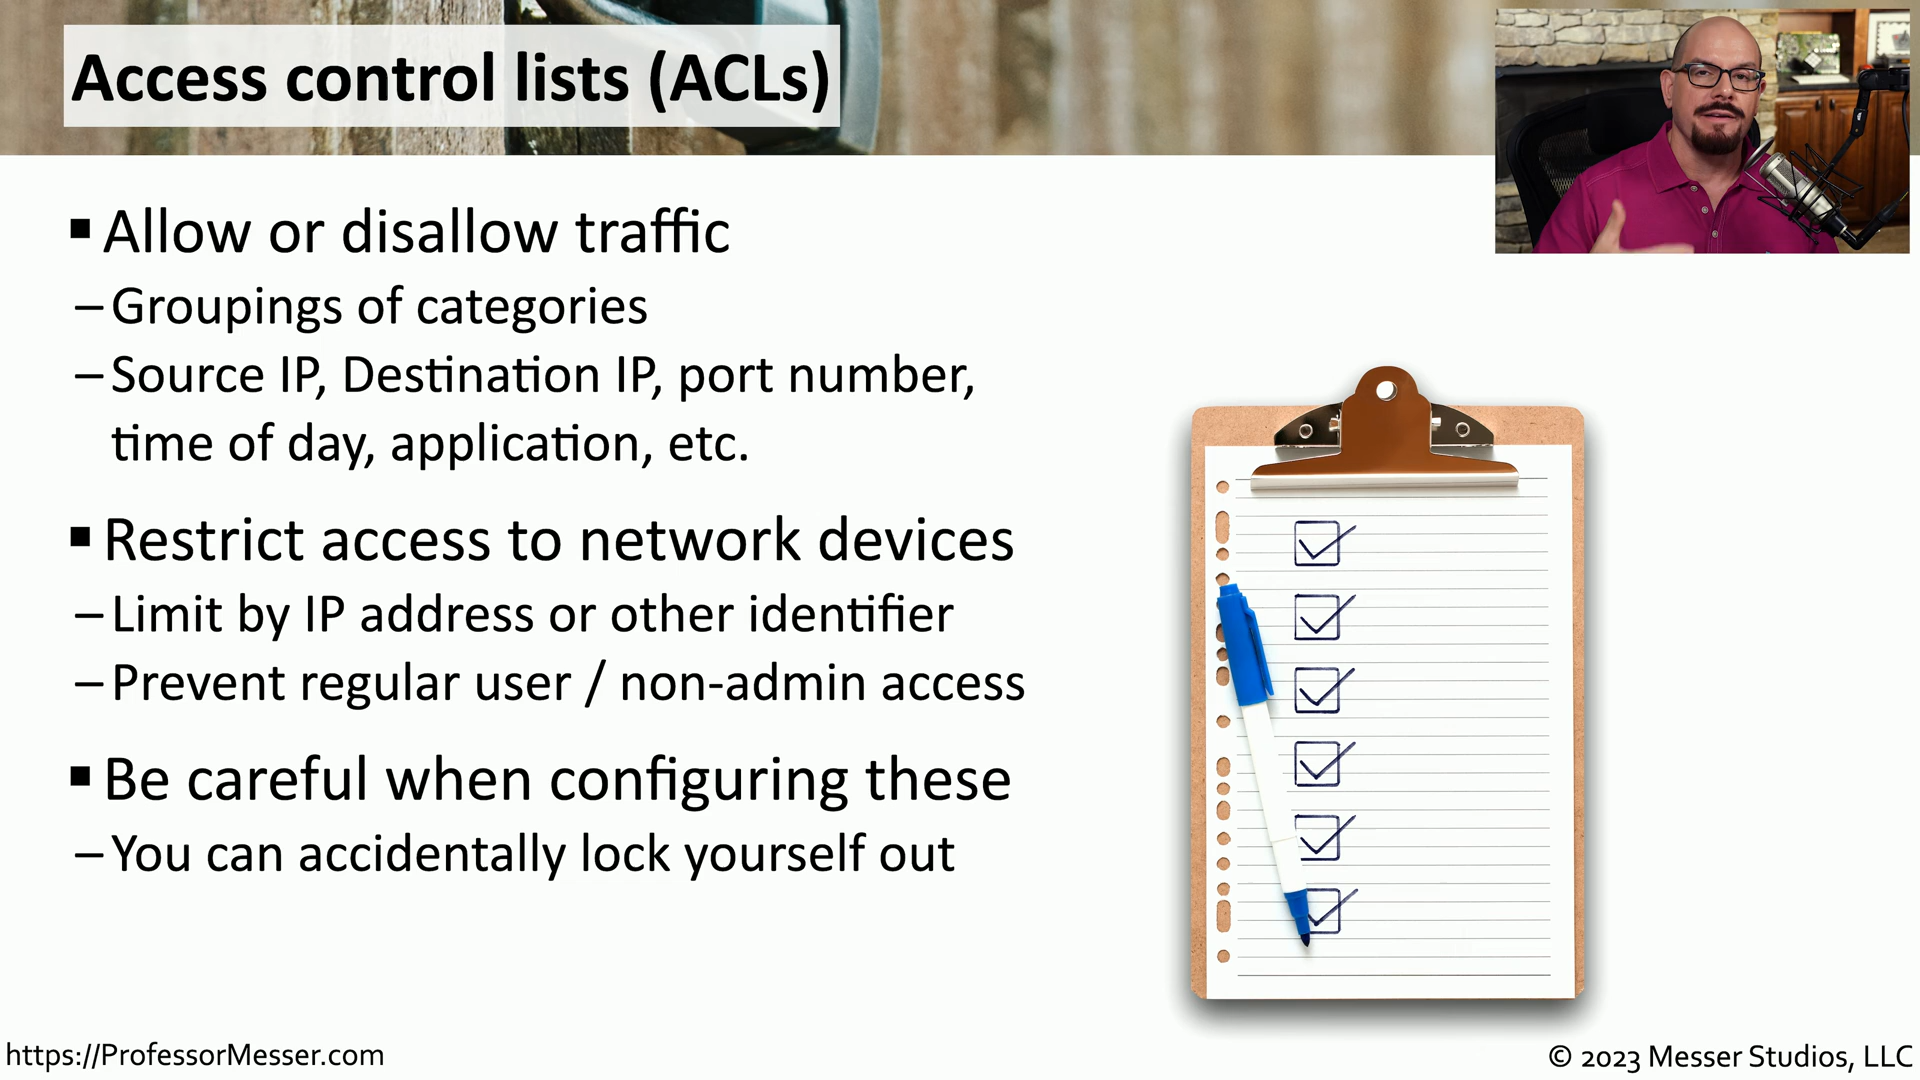 Access control lists (ACLs)
▪ Allow or disallow traffic
– Groupings of categories
– Source IP, Destination IP, port number,
time of day, application, etc.
▪ Restrict access to network devices
– Limit by IP address or other identifier
– Prevent regular user / non-admin access
▪ Be careful when configuring these
– You can accidentally lock yourself out
https://ProfessorMesser.com
© 2023 Messer Studios, LLC